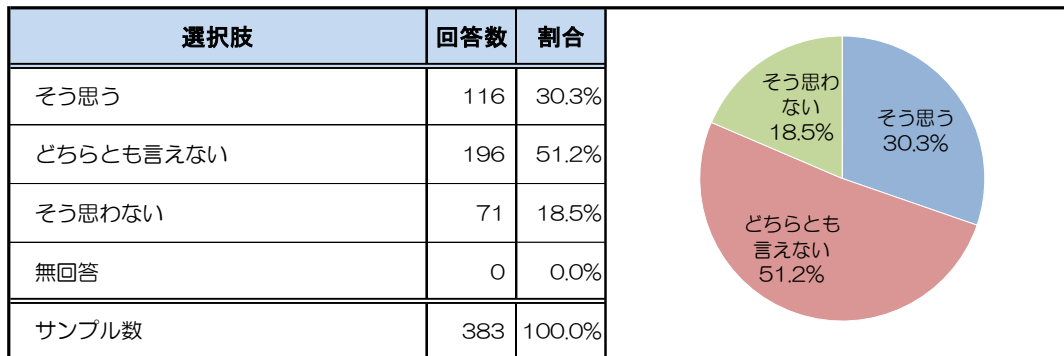 選択肢 回答数 割合
そう思う 116 30.3%
どちらとも言えない 196 51.2%
そう思わない 71 18.5%
無回答 0 0.0%
サンプル数 383 100.0%
そう思わ
ない
18.5%
そう思う
30.3%
どちらとも
言えない
51.2%